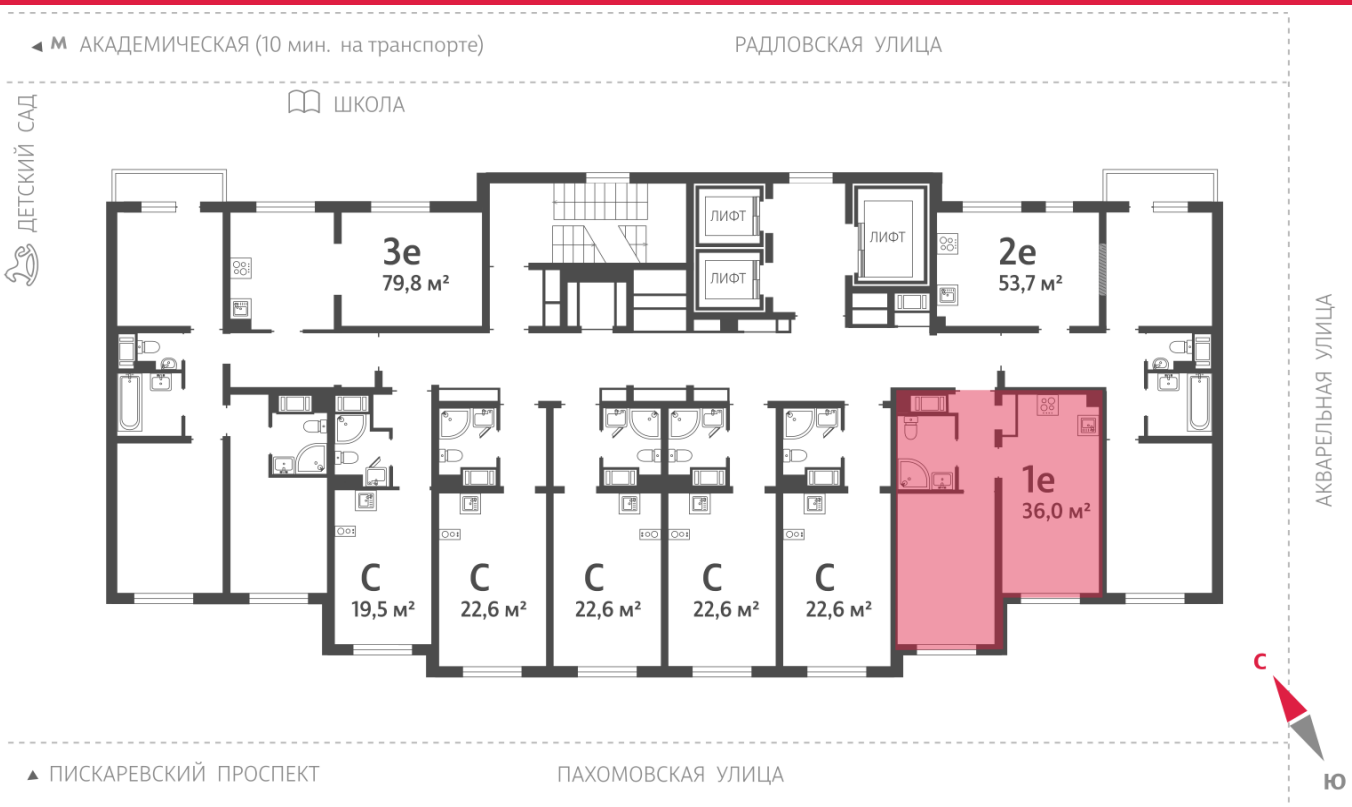 М АКАДЕМИЧЕСКАЯ (10 мин. на транспорте)
РАДЛОВСКАЯ УЛИЦА
ШКОЛА
ДЕТСКИЙ САД
ЛИФТ
ЛИФТ
ЛИФТ
3е
79,8 м²
2е
53,7 м²
АКВАРЕЛЬНАЯ УЛИЦА
1е
36,0 м²
С
19,5 м²
С
22,6 м²
С
22,6 м²
С
22,6 м²
С
22,6 м²
С
Ю
ПИСКАРЕВСКИЙ ПРОСПЕКТ
ПАХОМОВСКАЯ УЛИЦА